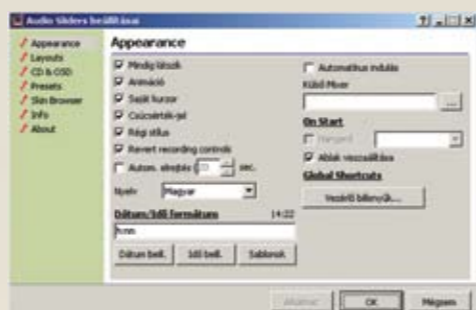 Audio Sliders beállításai
Appearance
Layouts
CD & OSD
Presets
Skin Browser
Info
About
Appearance
Mindig látszik
Animáció
Saját kurzor
Csúcsérték-jel
Régi stílus
Revert recording controls
Autom. elrejtés
sec.
Nyelv
Magyar
Dátum/Idő formátum
14:22
h:nn
Dátum beil.
Idő beil.
Sablonok
Automatikus indulás
Külső Mixer
...
On Start
Hangerő
Ablak visszaállítása
Global Shortcuts
Vezérlő billenyűk...
Alkalmaz
OK
Mégsem